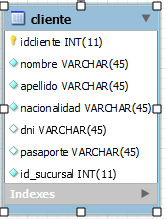 cliente
idcliente INT(11)
nombre VARCHAR(45)
apellido VARCHAR(45)
nacionalidad VARCHAR(45)
dni VARCHAR(45)
pasaporte VARCHAR(45)
id_sucursal INT(11)
Indexes